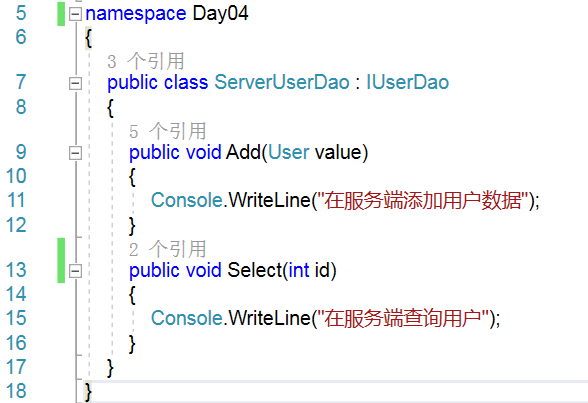 5 namespace Day04
6 {
3 个引用
7 public class ServerUserDao : IUserDao
8 {
5 个引用
9 public void Add(User value)
10 {
11 Console.WriteLine("在服务端添加用户数据");
12 }
2 个引用
13 public void Select(int id)
14 {
15 Console.WriteLine("在服务端查询用户");
16 }
17 }
18 }